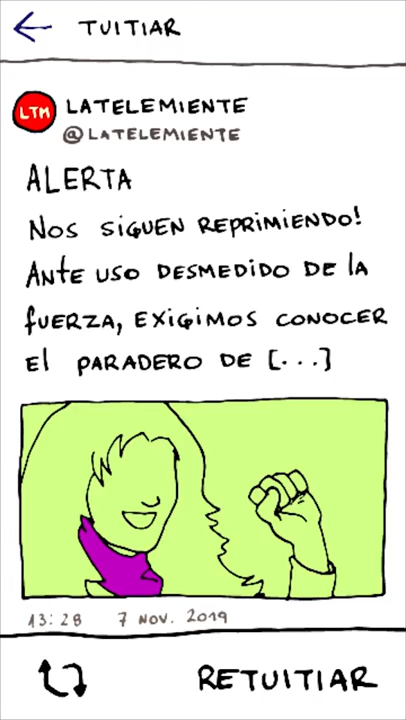 TUITIAR
LTM
LATELEMIENTE
@LATELEMIENTE
ALERTA
NOS SIGUEN REPRIMIENDO!
ANTE USO DESMEDIDO DE LA
FUERZA, EXIGIMOS CONOCER
EL PARADERO DE [...]
13:28 7 NOV. 2019
RETUITIAR